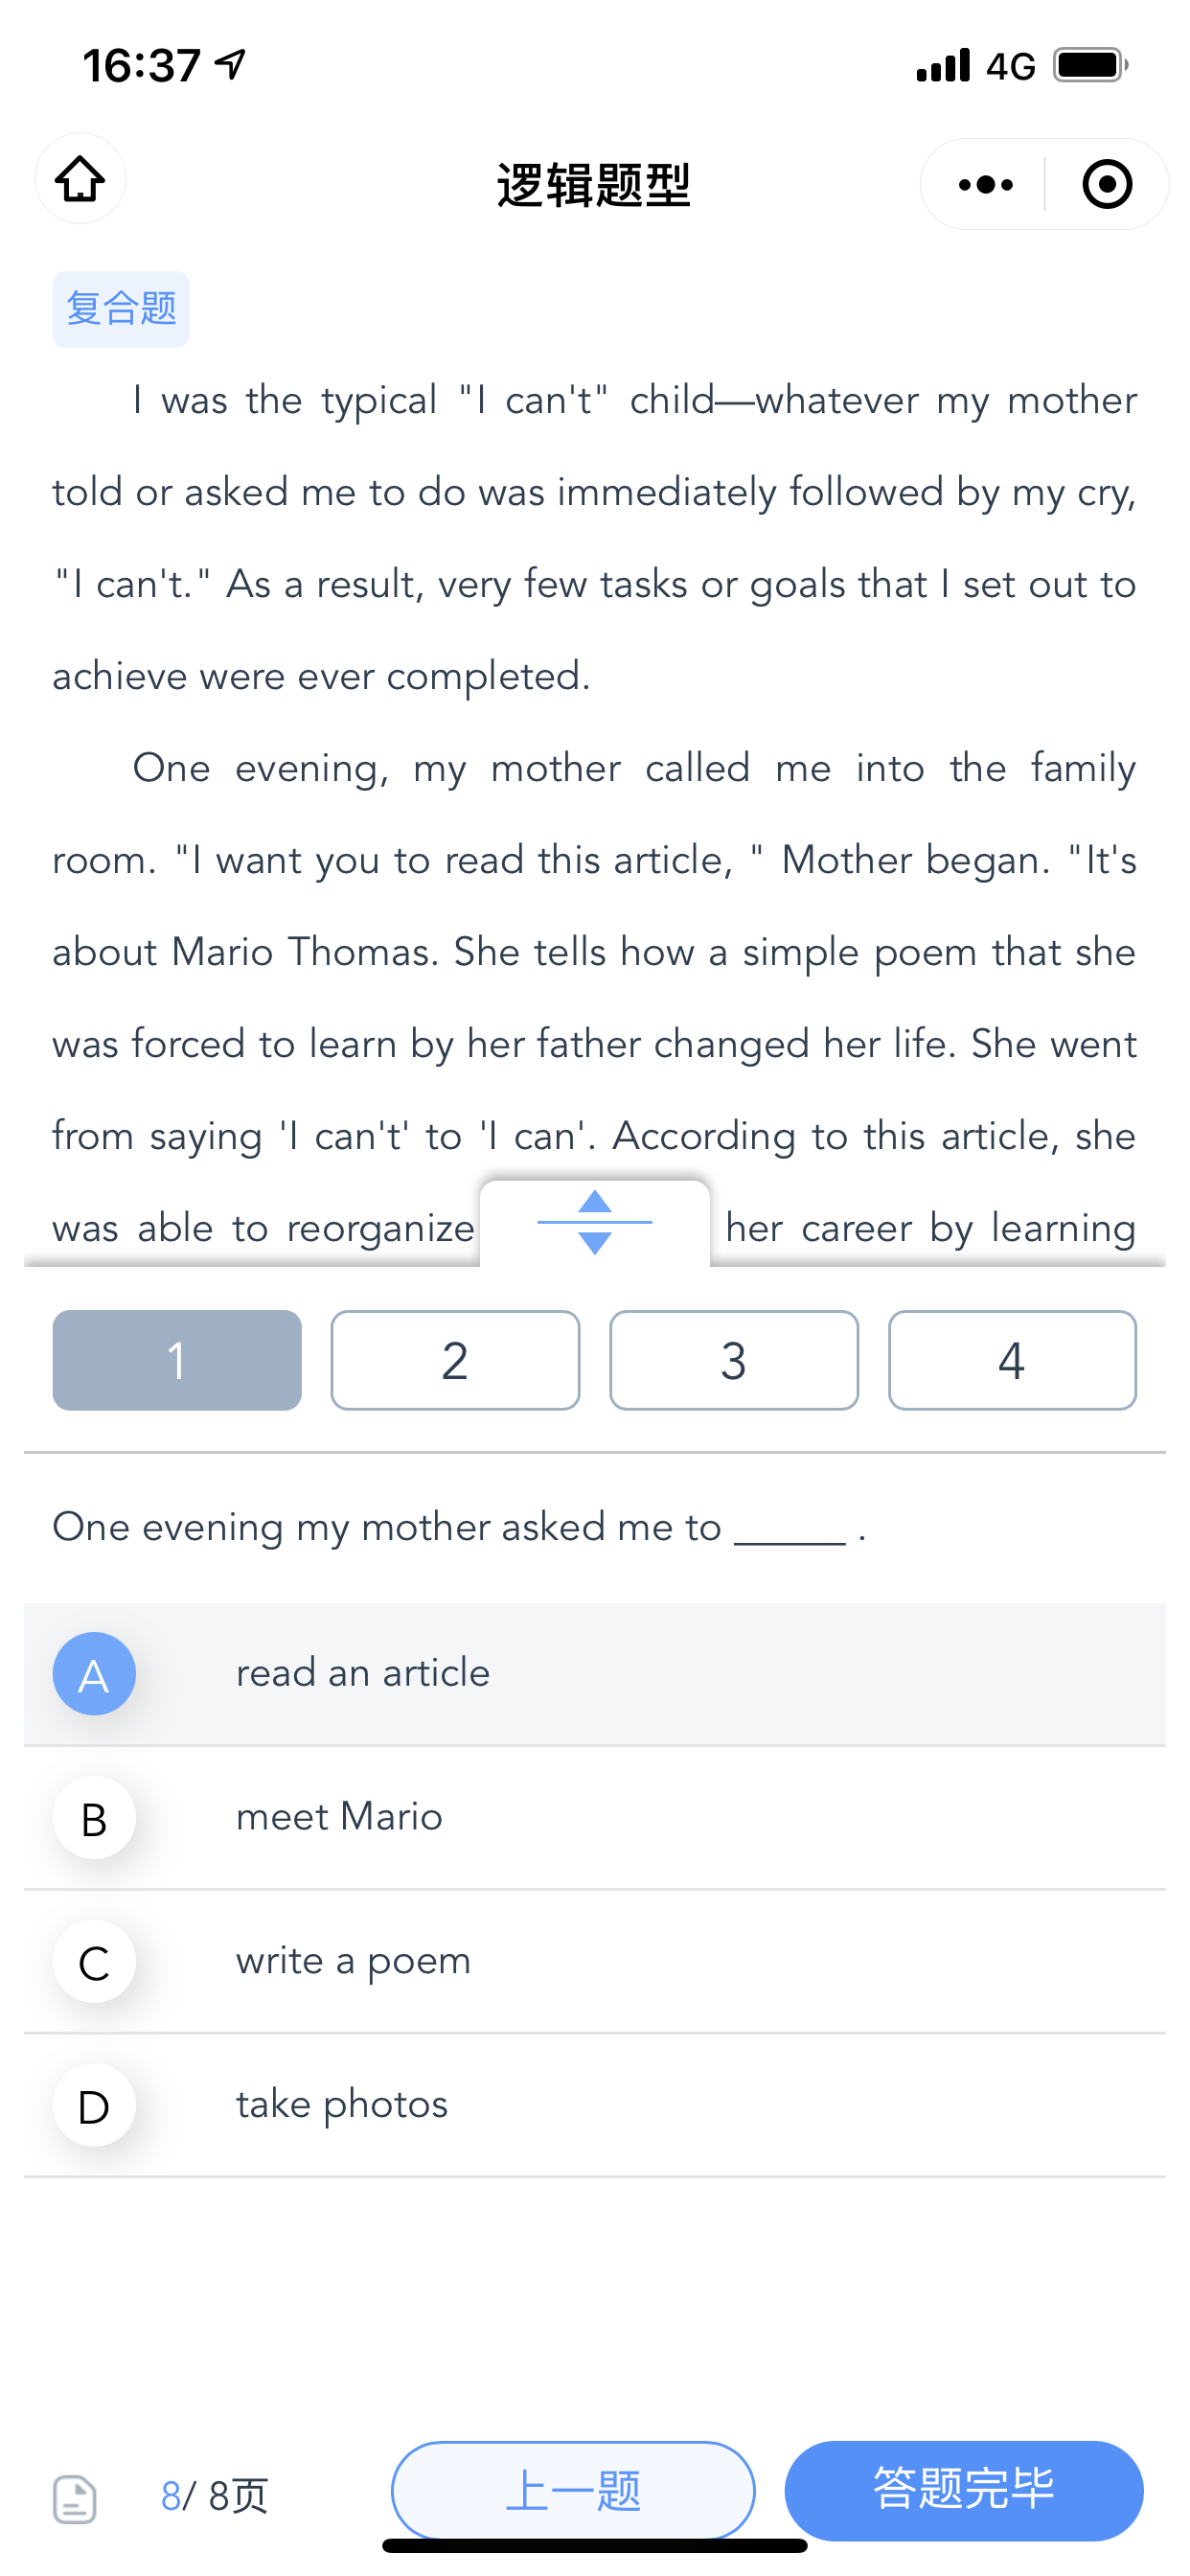 16:37
4G
逻辑题型
复合题
I was the typical "I can't" child—whatever my mother
told or asked me to do was immediately followed by my cry,
"I can't." As a result, very few tasks or goals that I set out to
achieve were ever completed.
One evening, my mother called me into the family
room. "I want you to read this article, " Mother began. "It's
about Mario Thomas. She tells how a simple poem that she
was forced to learn by her father changed her life. She went
from saying 'I can't' to 'I can'. According to this article, she
was able to reorganize her career by learning
1 2 3 4
One evening my mother asked me to ______ .
A read an article
B meet Mario
C write a poem
D take photos
8/ 8页 上一题 答题完毕